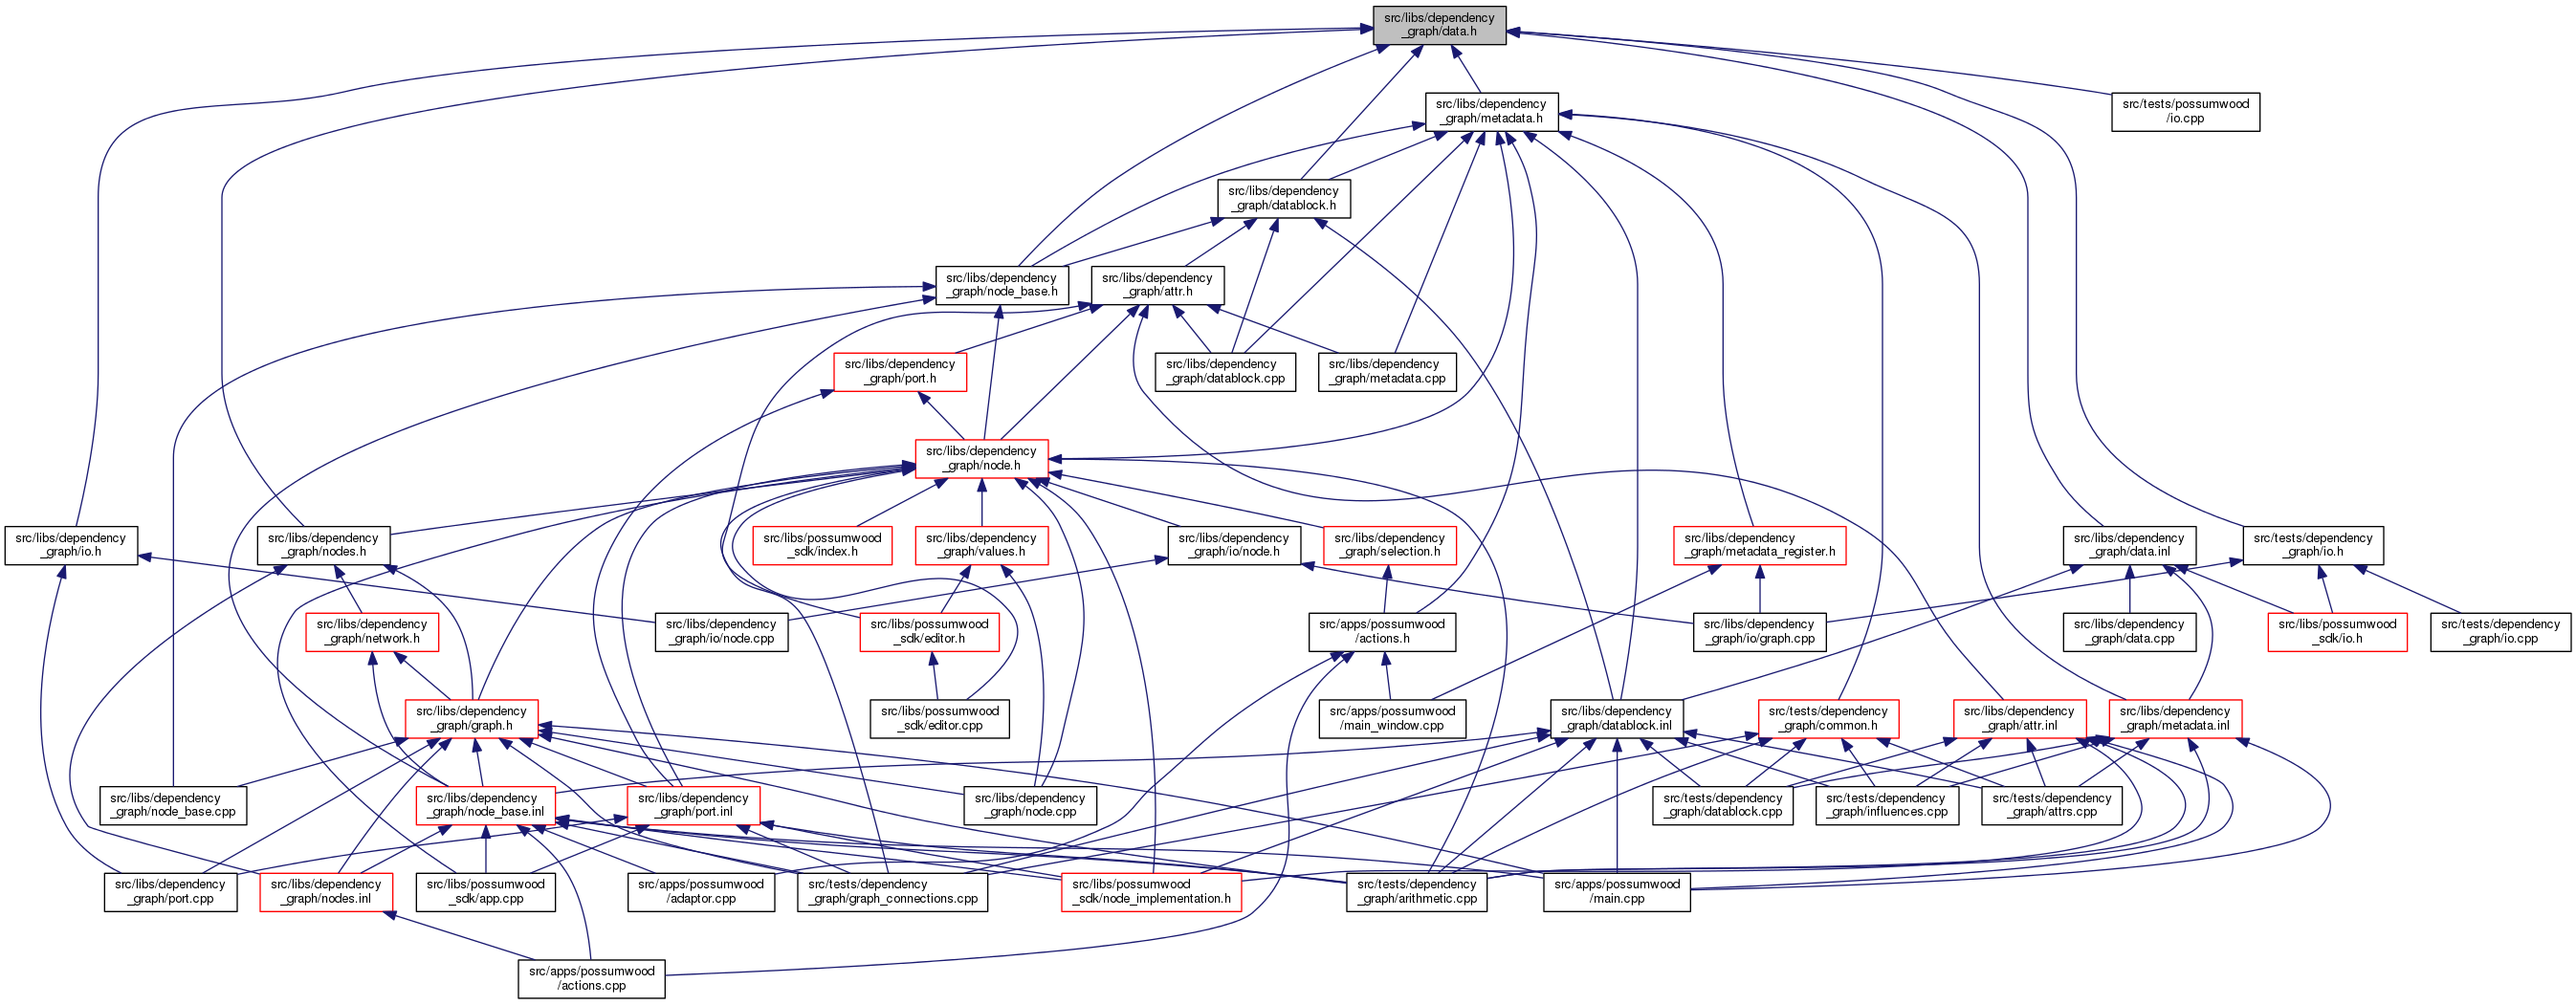 src/libs/dependency
_graph/data.h
src/libs/dependency
_graph/metadata.h
src/tests/possumwood
/io.cpp
src/libs/dependency
_graph/datablock.h
src/libs/dependency
_graph/node_base.h
src/libs/dependency
_graph/attr.h
src/libs/dependency
_graph/port.h
src/libs/dependency
_graph/datablock.cpp
src/libs/dependency
_graph/metadata.cpp
src/libs/dependency
_graph/node.h
src/libs/dependency
_graph/io.h
src/libs/dependency
_graph/nodes.h
src/libs/possumwood
_sdk/index.h
src/libs/dependency
_graph/values.h
src/libs/dependency
_graph/io/node.h
src/libs/dependency
_graph/selection.h
src/libs/dependency
_graph/metadata_register.h
src/libs/dependency
_graph/data.inl
src/tests/dependency
_graph/io.h
src/libs/dependency
_graph/network.h
src/libs/dependency
_graph/io/node.cpp
src/libs/possumwood
_sdk/editor.h
src/apps/possumwood
/actions.h
src/libs/dependency
_graph/io/graph.cpp
src/libs/dependency
_graph/data.cpp
src/libs/possumwood
_sdk/io.h
src/tests/dependency
_graph/io.cpp
src/libs/dependency
_graph/graph.h
src/libs/possumwood
_sdk/editor.cpp
src/apps/possumwood
/main_window.cpp
src/libs/dependency
_graph/datablock.inl
src/tests/dependency
_graph/common.h
src/libs/dependency
_graph/attr.inl
src/libs/dependency
_graph/metadata.inl
src/libs/dependency
_graph/node_base.cpp
src/libs/dependency
_graph/node_base.inl
src/libs/dependency
_graph/port.inl
src/libs/dependency
_graph/node.cpp
src/tests/dependency
_graph/datablock.cpp
src/tests/dependency
_graph/influences.cpp
src/tests/dependency
_graph/attrs.cpp
src/libs/dependency
_graph/port.cpp
src/libs/dependency
_graph/nodes.inl
src/libs/possumwood
_sdk/app.cpp
src/apps/possumwood
/adaptor.cpp
src/tests/dependency
_graph/graph_connections.cpp
src/libs/possumwood
_sdk/node_implementation.h
src/tests/dependency
_graph/arithmetic.cpp
src/apps/possumwood
/main.cpp
src/apps/possumwood
/actions.cpp